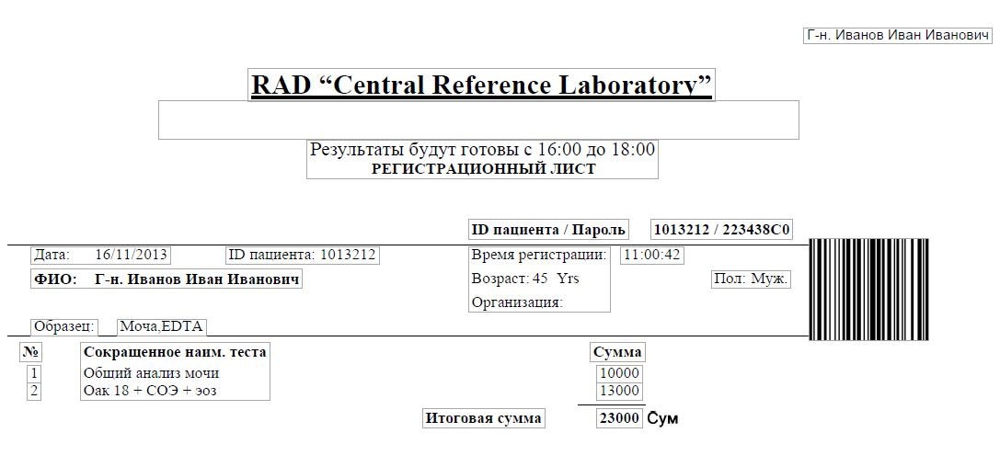 Г-н. Иванов Иван Иванович
RAD “Central Reference Laboratory”
Результаты будут готовы с 16:00 до 18:00
РЕГИСТРАЦИОННЫЙ ЛИСТ
ID пациента / Пароль 1013212 / 223438C0
Дата: 16/11/2013 ID пациента: 1013212 Время регистрации: 11:00:42
ФИО: Г-н. Иванов Иван Иванович Возраст: 45 Yrs Пол: Муж.
Организация:
Образец: Моча,EDTA
№ Сокращенное наим. теста Сумма
1 Общий анализ мочи 10000
2 Оак 18 + СОЭ + эоз 13000
Итоговая сумма 23000 Сум